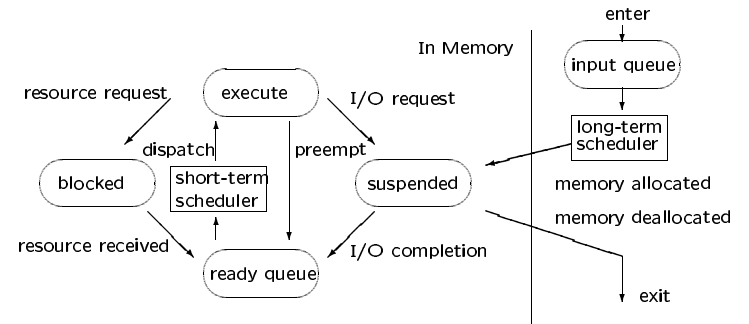 enter
In Memory
input queue
resource request
execute
I/O request
long-term
scheduler
dispatch
preempt
blocked
short-term
scheduler
suspended
memory allocated
memory deallocated
resource received
I/O completion
ready queue
exit